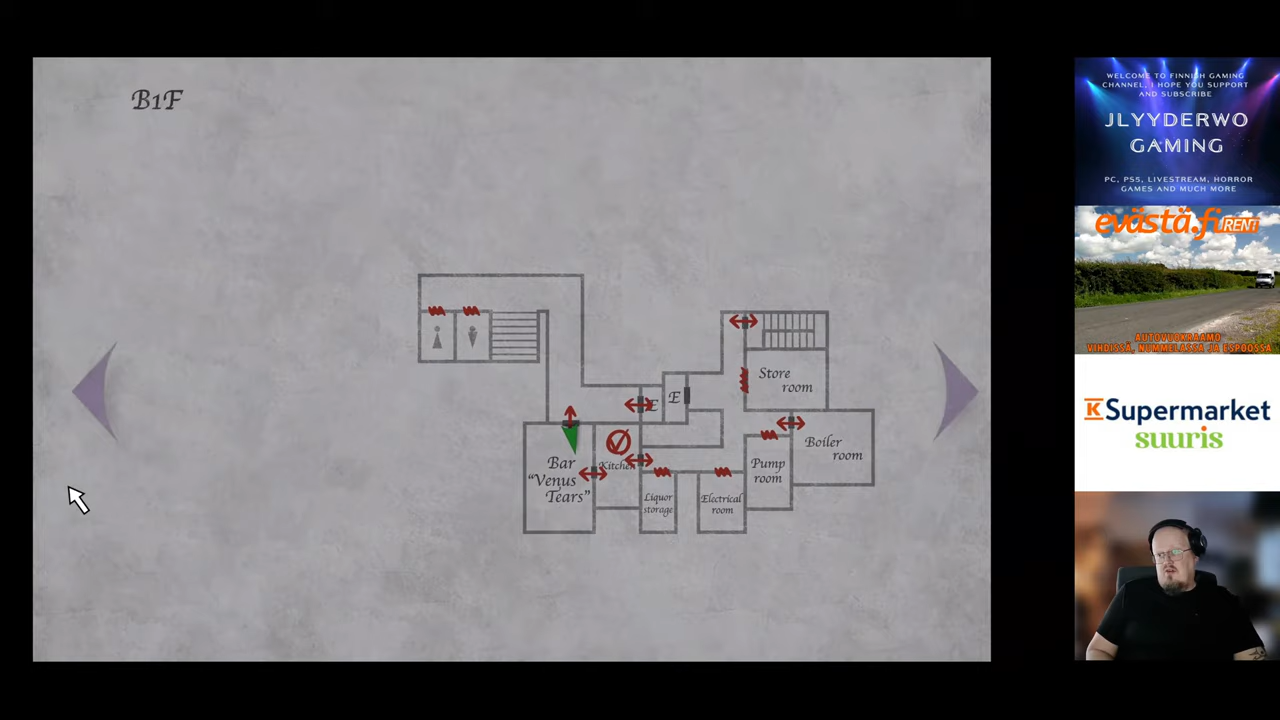 B1F
E
E
Store
room
Boiler
room
Bar
"Venus
Tears"
Kitchen
Pump
room
Liquor
storage
Electrical
room
WELCOME TO FINNISH GAMING
CHANNEL, I HOPE YOU SUPPORT
AND SUBSCRIBE
JLYYDERWO
GAMING
PC, PS5, LIVESTREAM, HORROR
GAMES AND MUCH MORE
evästä.fi RENT
AUTOVUOKRAAMO
VIHDISSÄ, NUMMELASSA JA ESPOOSSA
K Supermarket
suuris